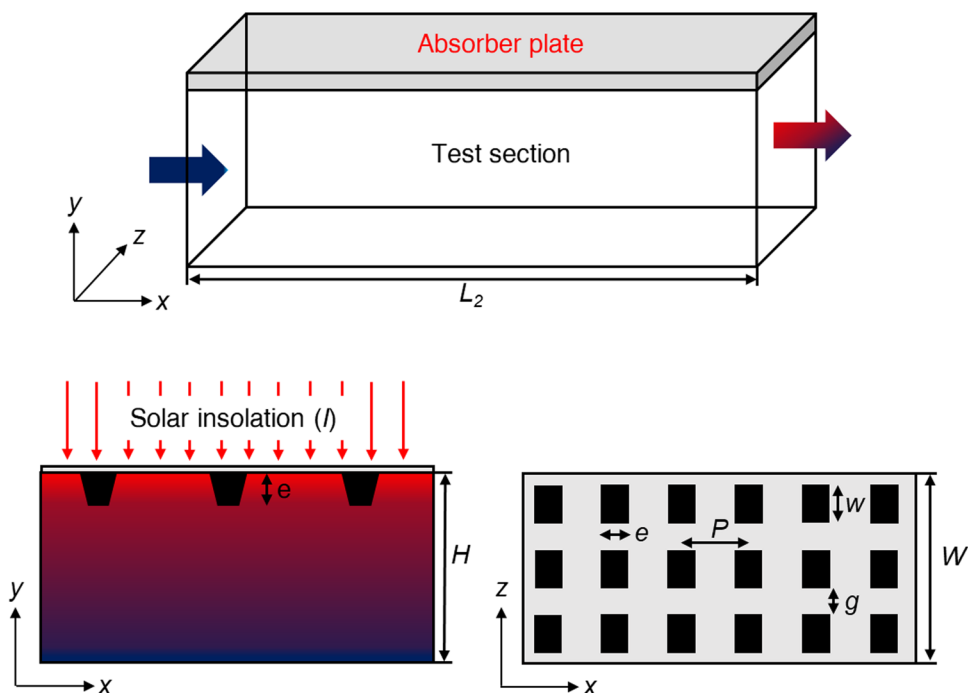 Absorber plate
Test section
y
z
x
L2
Solar insolation (I)
e
H
y
x
w
e
P
W
g
z
x